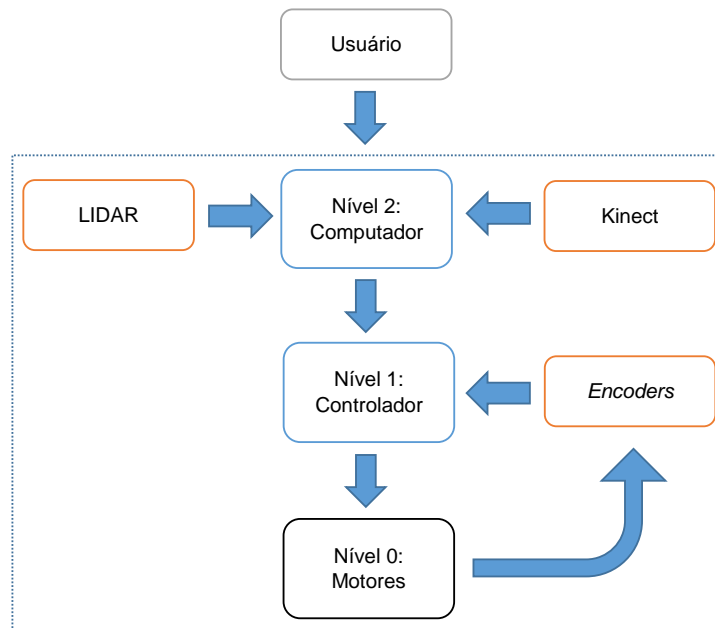 Usuário
LIDAR
Nível 2:
Computador
Kinect
Nível 1:
Controlador
Encoders
Nível 0:
Motores